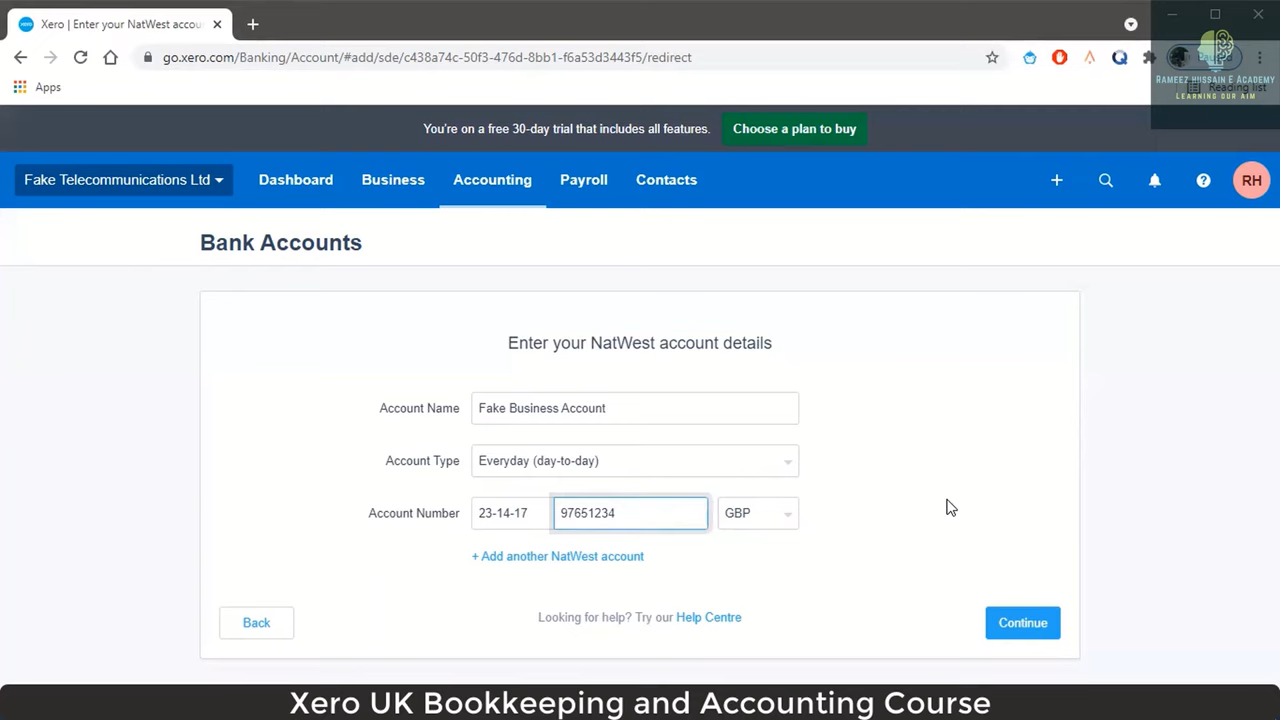 Xero | Enter your NatWest accou
go.xero.com/Banking/Account/#add/sde/c438a74c-50f3-476d-8bb1-f6a53d3443f5/redirect
Apps
Reading list
RAMEEZ HUSSAIN E ACADEMY
LEARNING OUR AIM
You're on a free 30-day trial that includes all features.
Choose a plan to buy
Fake Telecommunications Ltd
Dashboard
Business
Accounting
Payroll
Contacts
RH
Bank Accounts
Enter your NatWest account details
Account Name
Fake Business Account
Account Type
Everyday (day-to-day)
Account Number
23-14-17
97651234
GBP
+ Add another NatWest account
Back
Looking for help? Try our Help Centre
Continue
Xero UK Bookkeeping and Accounting Course